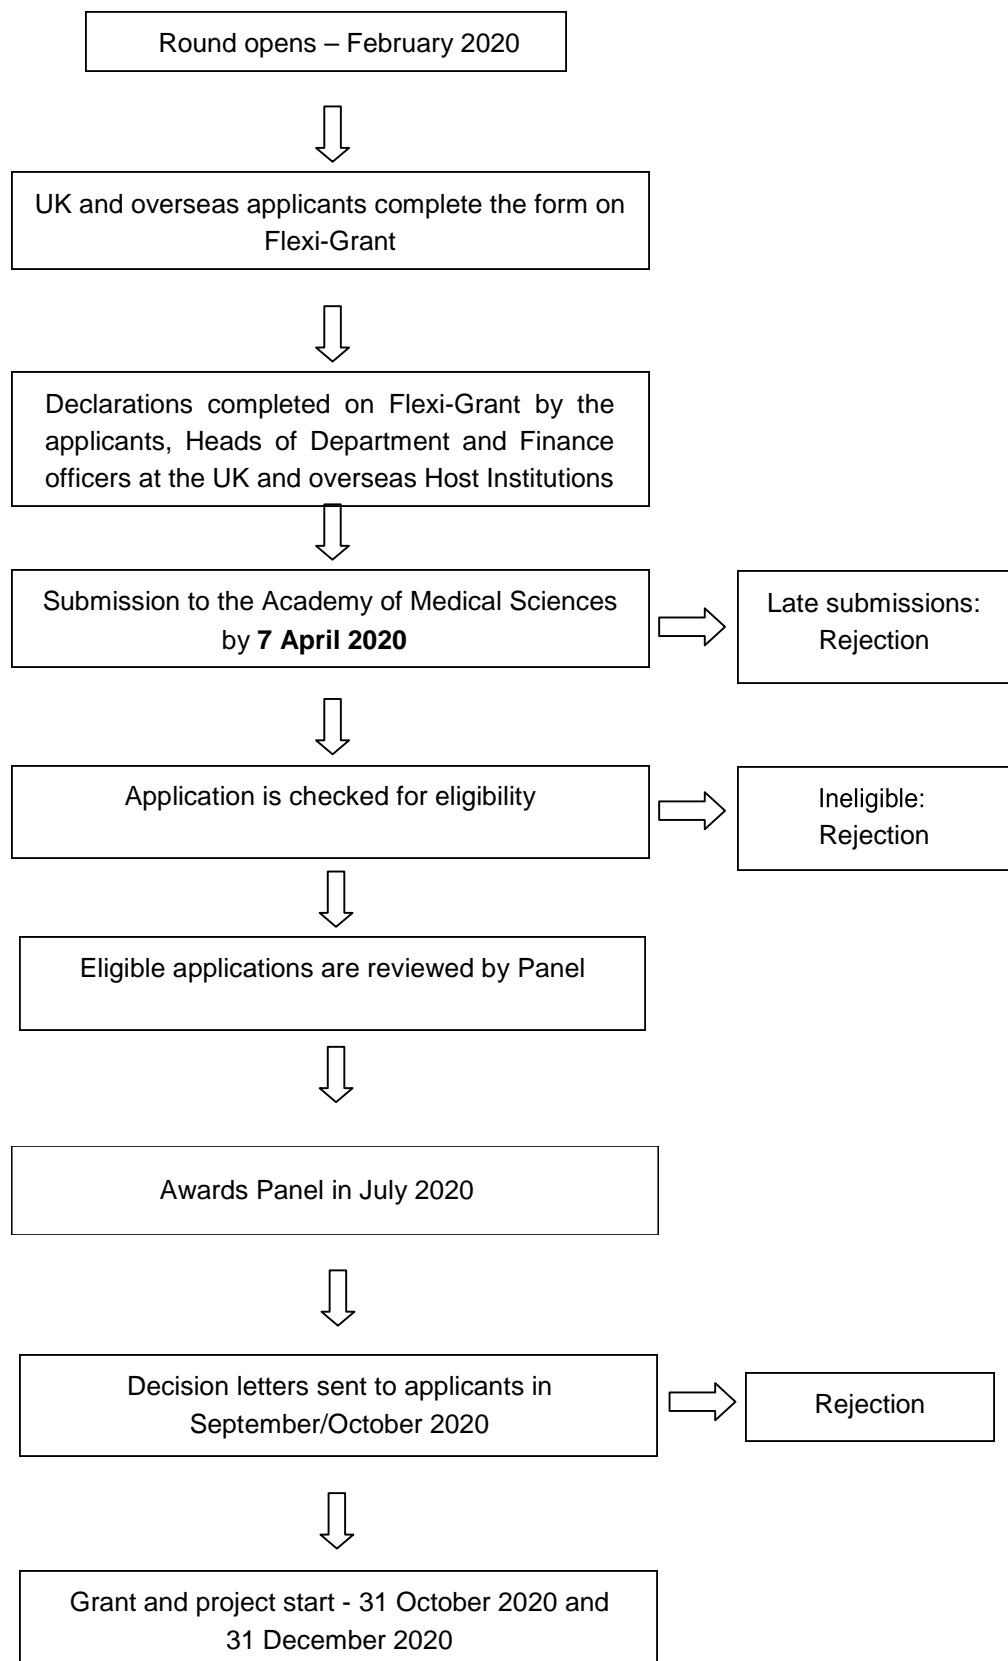 Round opens – February 2020
UK and overseas applicants complete the form on
Flexi-Grant
Declarations completed on Flexi-Grant by the
applicants, Heads of Department and Finance
officers at the UK and overseas Host Institutions
Submission to the Academy of Medical Sciences
by 7 April 2020
Late submissions:
Rejection
Application is checked for eligibility
Ineligible:
Rejection
Eligible applications are reviewed by Panel
Awards Panel in July 2020
Decision letters sent to applicants in
September/October 2020
Rejection
Grant and project start - 31 October 2020 and
31 December 2020